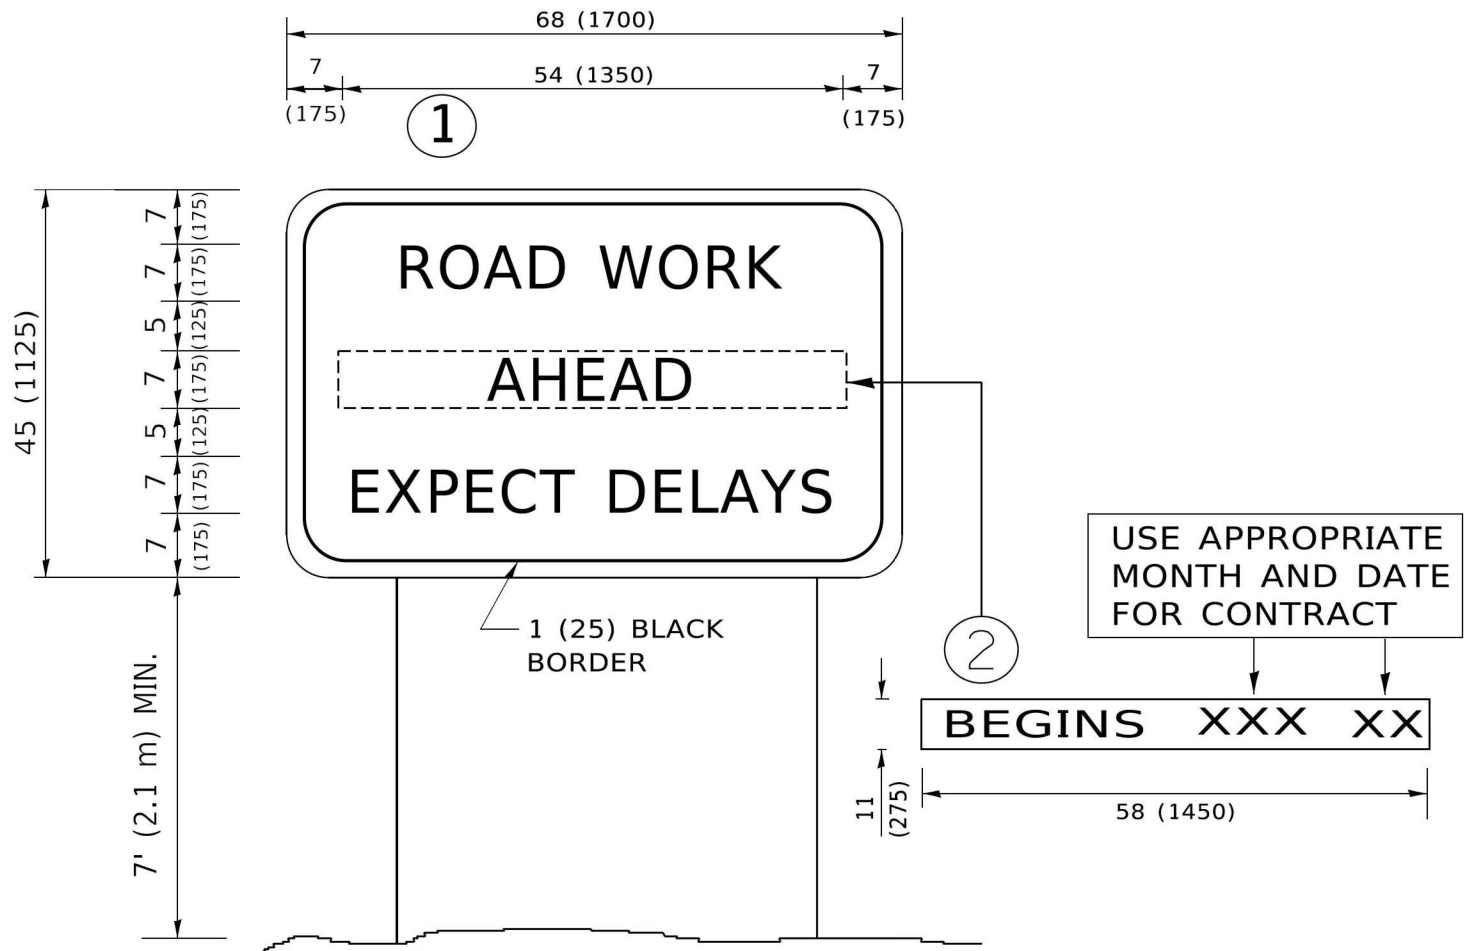 68 (1700)
7
54 (1350)
7
(175)
(175)
1
7
(175)
7
(175)
5
(125)
7
(175)
5
(125)
7
(175)
7
(175)
45 (1125)
ROAD WORK
AHEAD
EXPECT DELAYS
1 (25) BLACK
BORDER
7' (2.1 m) MIN.
2
USE APPROPRIATE
MONTH AND DATE
FOR CONTRACT
BEGINS XXX XX
11
(275)
58 (1450)